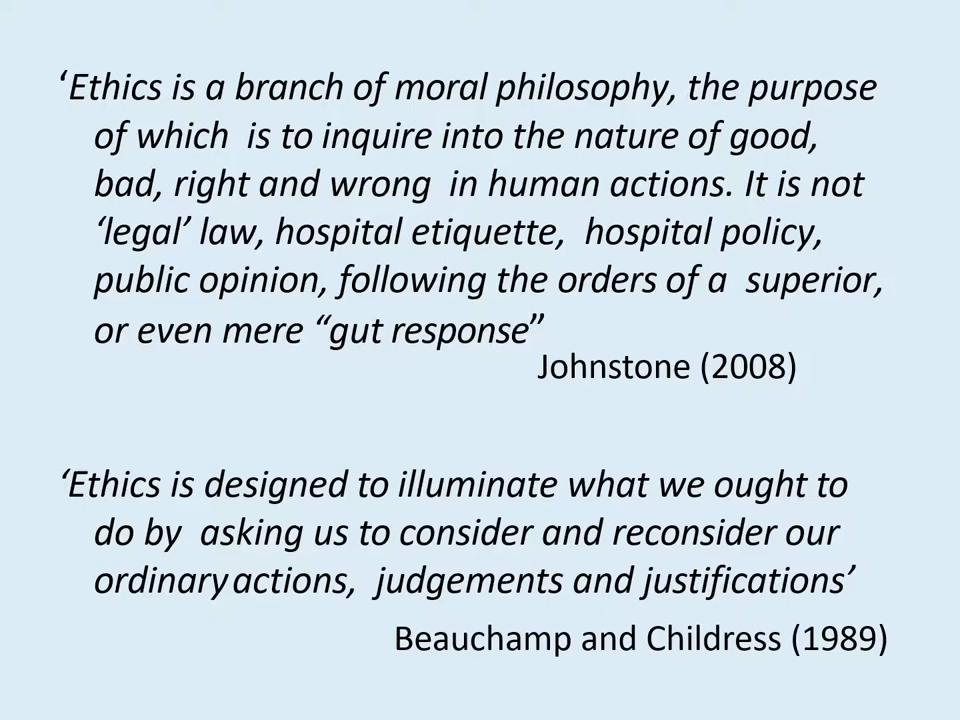 ‘Ethics is a branch of moral philosophy, the purpose
of which is to inquire into the nature of good,
bad, right and wrong in human actions. It is not
‘legal’ law, hospital etiquette, hospital policy,
public opinion, following the orders of a superior,
or even mere “gut response”
Johnstone (2008)
‘Ethics is designed to illuminate what we ought to
do by asking us to consider and reconsider our
ordinary actions, judgements and justifications’
Beauchamp and Childress (1989)